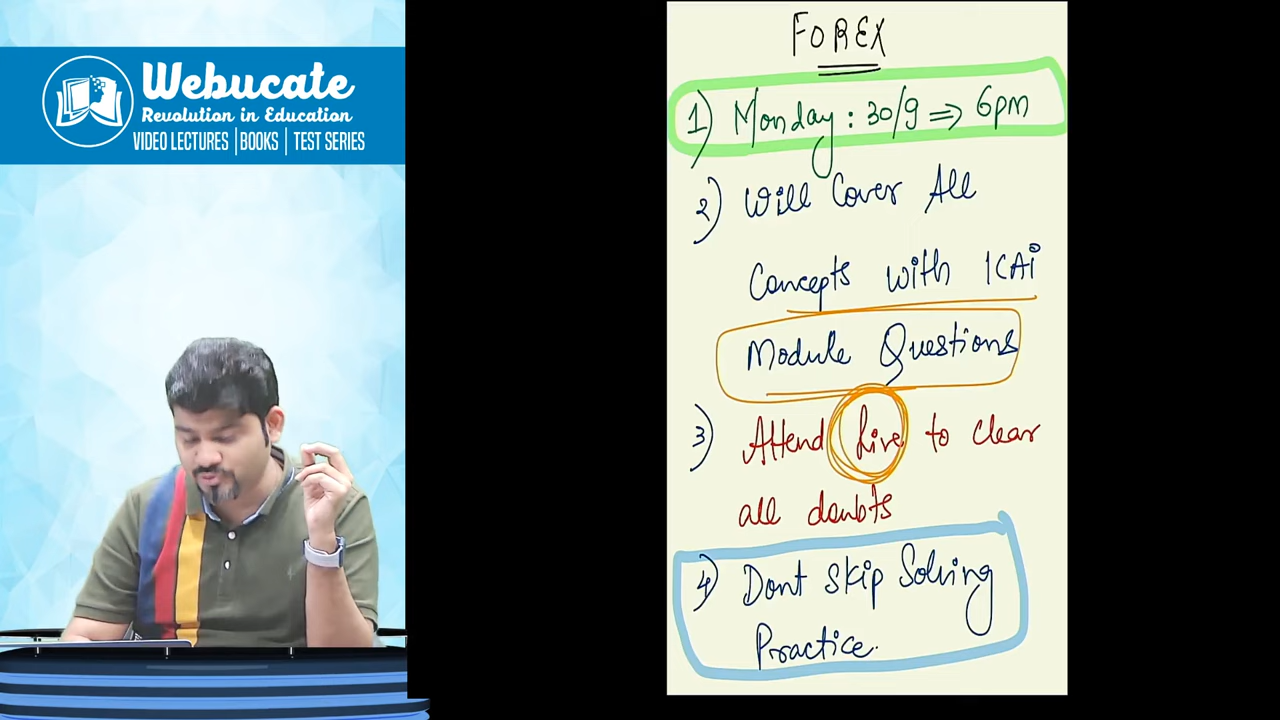 Webucate
Revolution in Education
VIDEO LECTURES | BOOKS | TEST SERIES
FOREX
1) Monday : 30/9 ⇒ 6pm
2) Will Cover All
Concepts with ICAi
Module Questions
3) Attend Live to clear
all doubts
4) Dont skip Solving
Practice.